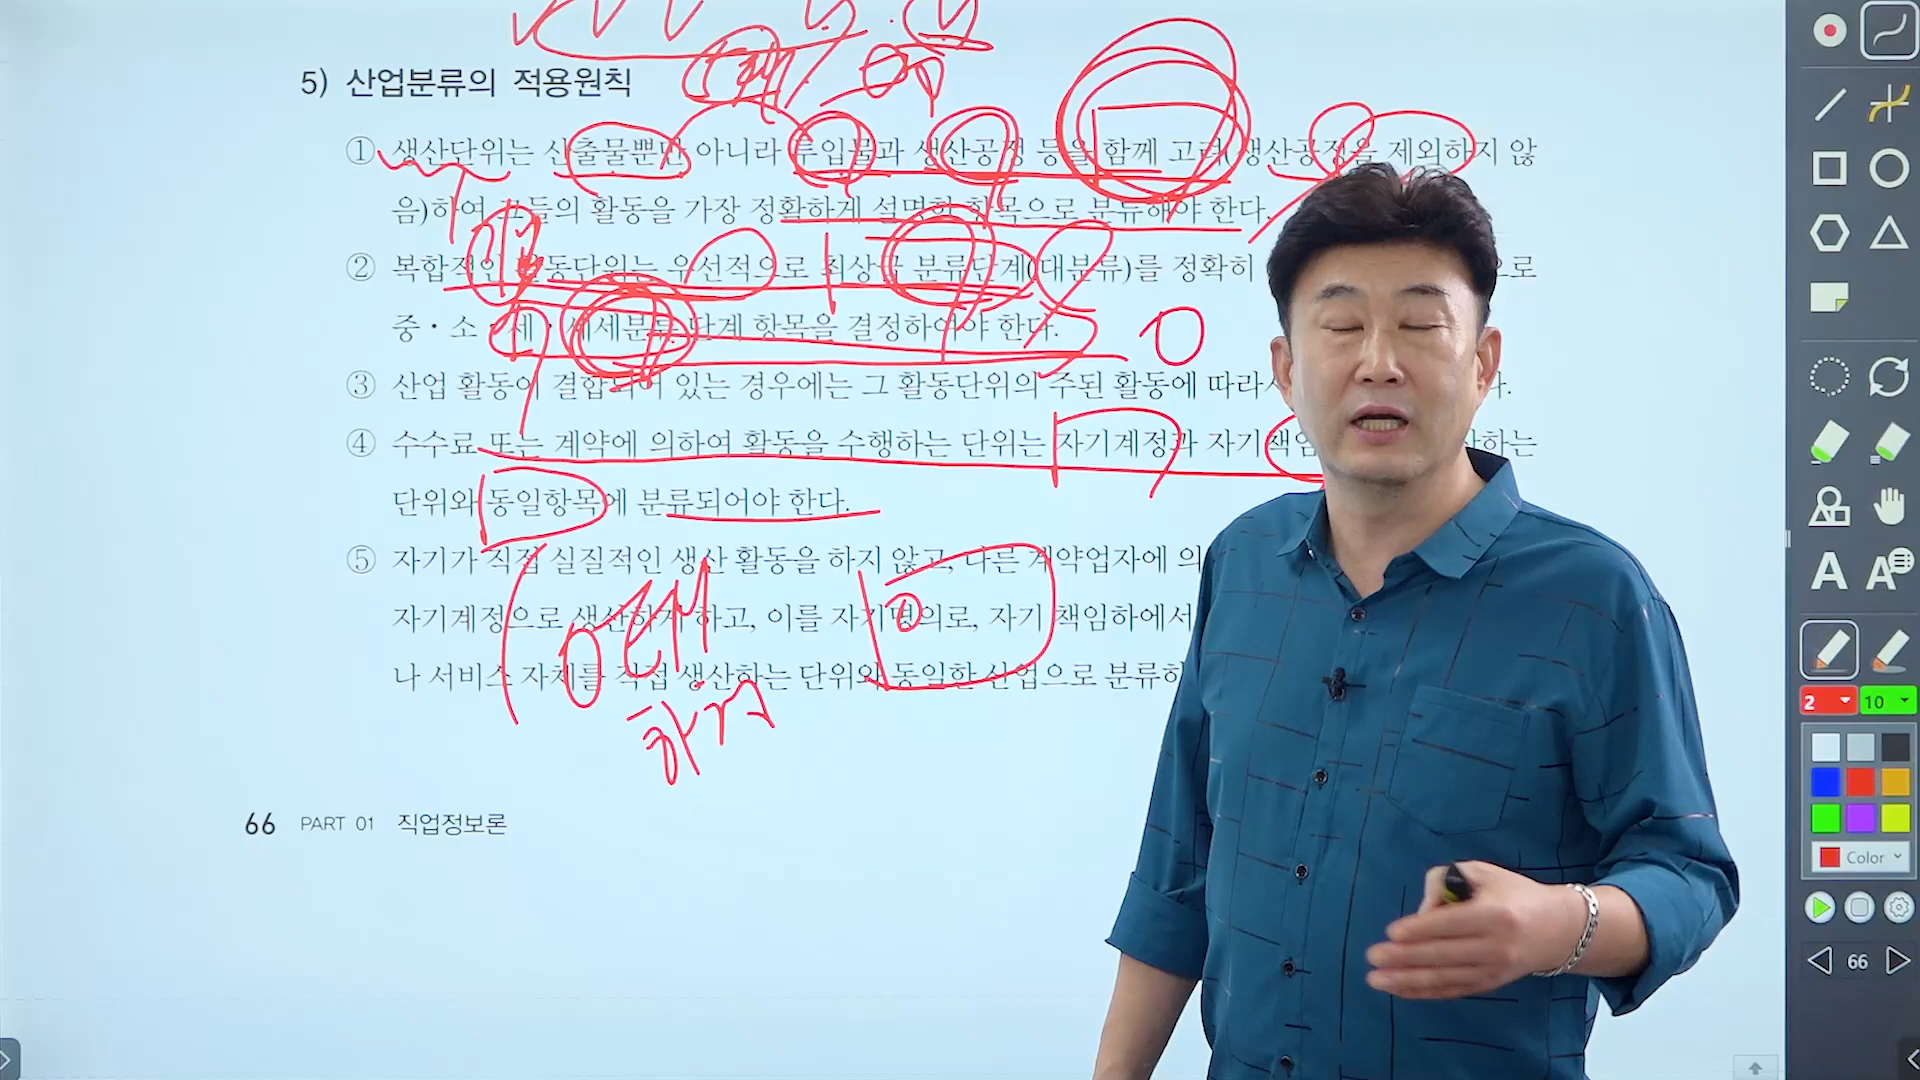 5) 산업분류의 적용원칙
① 생산단위는 산출물뿐만 아니라 투입물과 생산공정 등을 함께 고려(생산공정을 제외하지 않
음)하여 그들의 활동을 가장 정확하게 설명한 항목으로 분류해야 한다.
② 복합적인 활동단위는 우선적으로 최상급 분류단계(대분류)를 정확히 으로
중·소·세·세세분류 단계 항목을 결정하여야 한다.
③ 산업 활동이 결합되어 있는 경우에는 그 활동단위의 주된 활동에 따라서 다.
④ 수수료 또는 계약에 의하여 활동을 수행하는 단위는 자기계정과 자기책임 하는
단위와 동일항목에 분류되어야 한다.
⑤ 자기가 직접 실질적인 생산 활동을 하지 않고, 다른 계약업자에 의
자기계정으로 생산하게 하고, 이를 자기명의로, 자기 책임하에서
나 서비스 자체를 직접 생산하는 단위와 동일한 산업으로 분류하
OEM
66 PART 01 직업정보론
2
10
Color
66
A
A